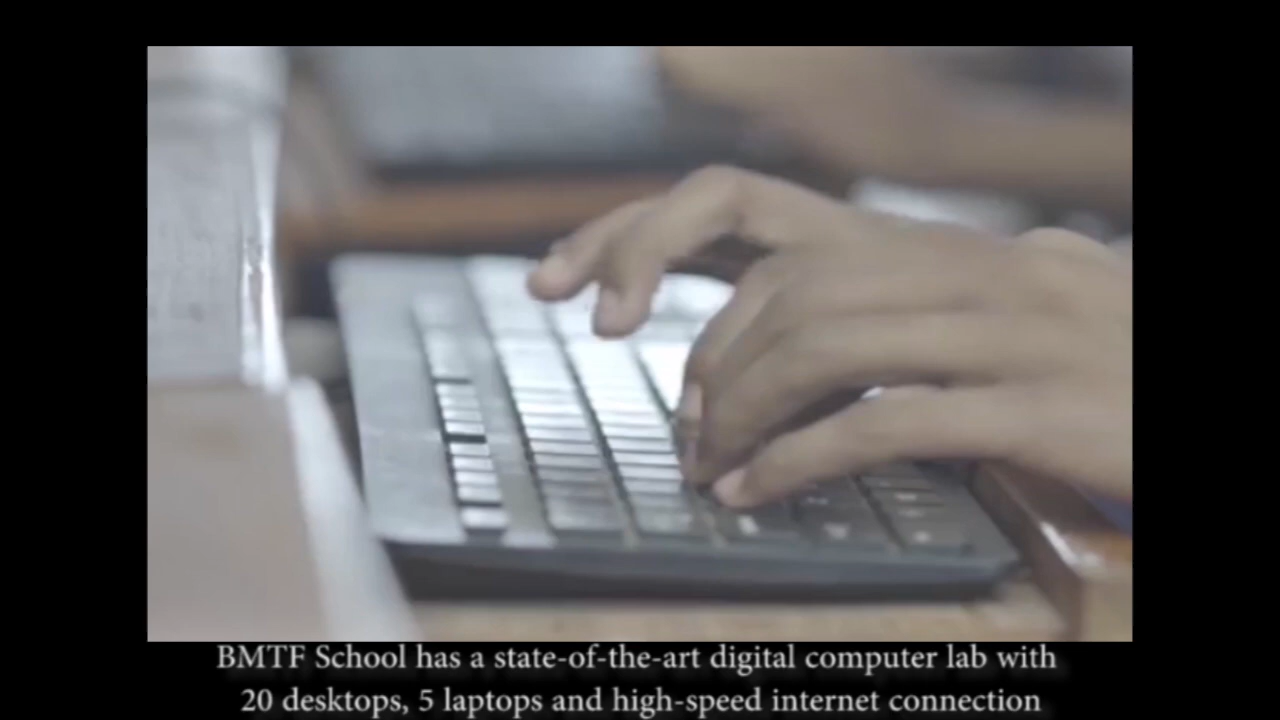 BMTF School has a state-of-the-art digital computer lab with
20 desktops, 5 laptops and high-speed internet connection